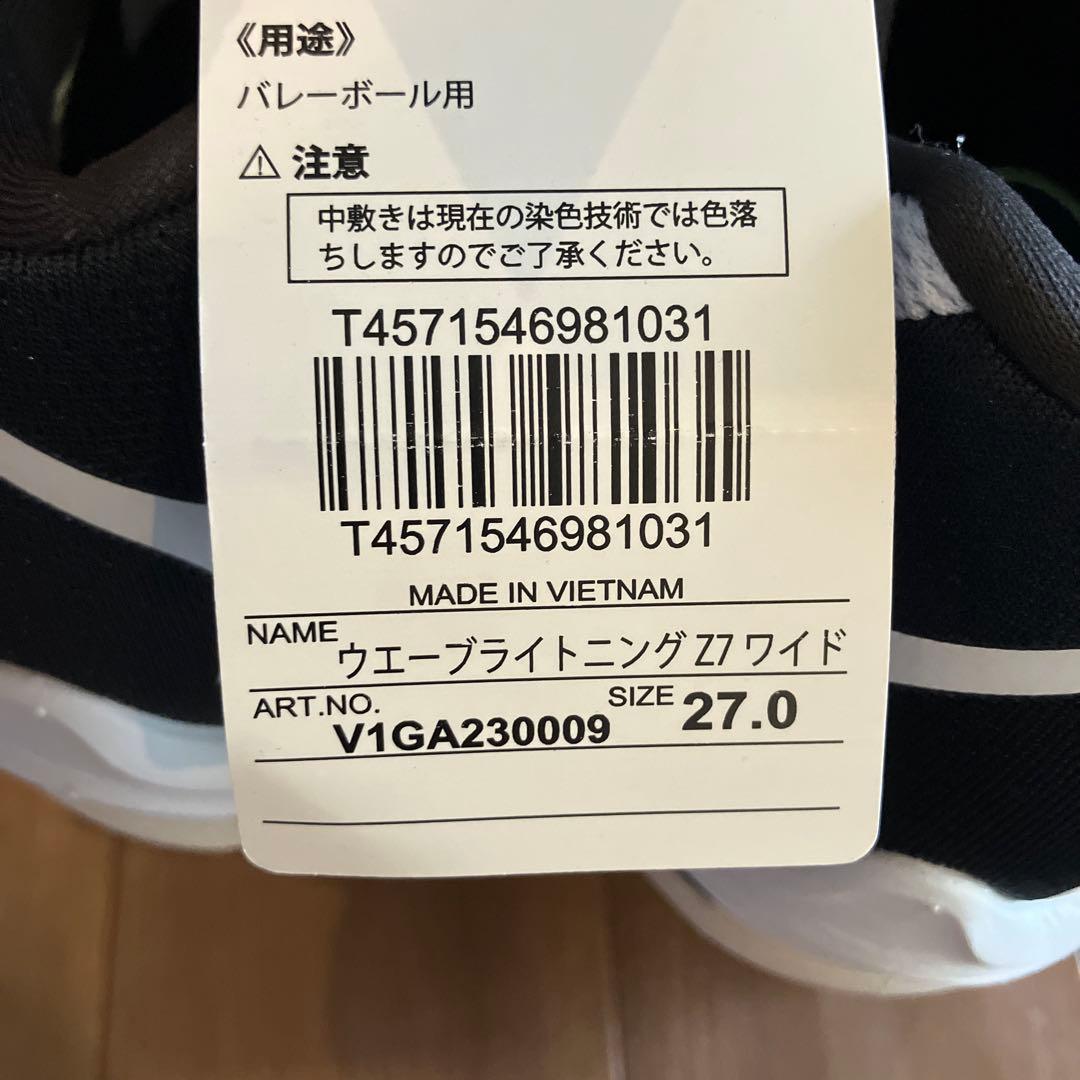 《用途》
バレーボール用
⚠ 注意
中敷きは現在の染色技術では色落
ちしますのでご了承ください。
T4571546981031
T4571546981031
MADE IN VIETNAM
NAME ウエーブライトニング Z7 ワイド
ART.NO. V1GA230009 SIZE 27.0